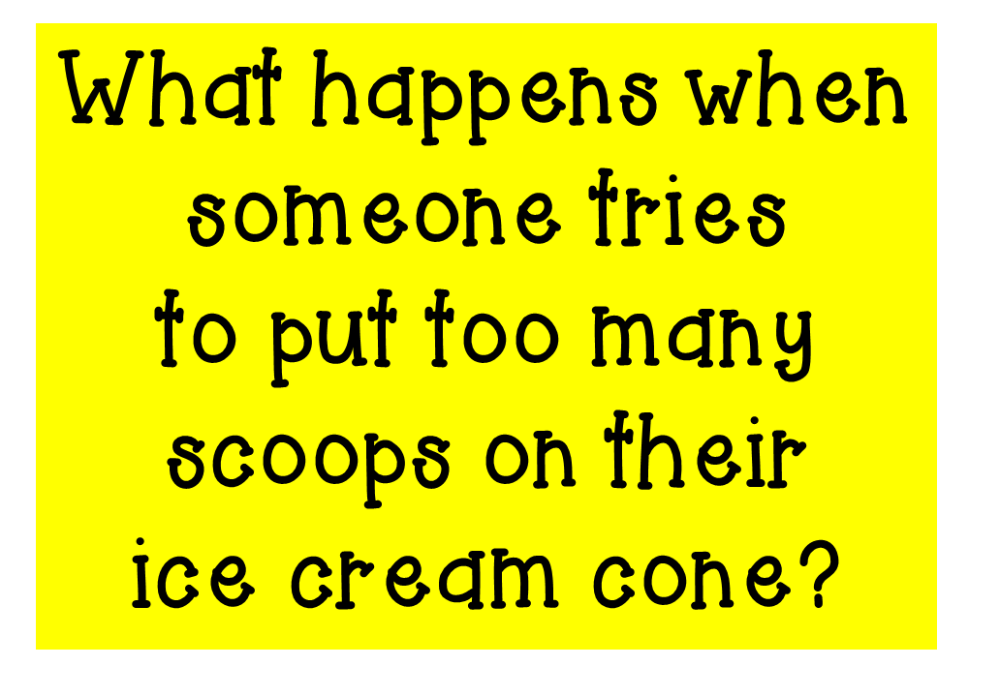 What happens when
someone tries
to put too many
scoops on their
ice cream cone?